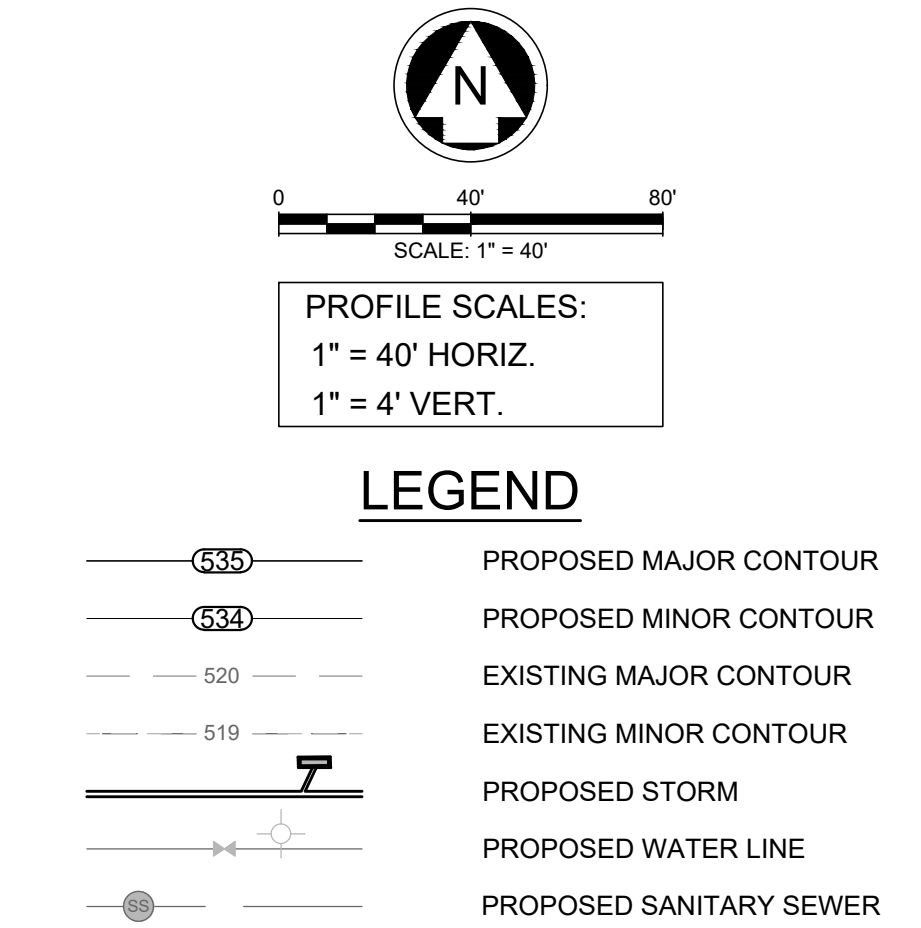 N
0 40' 80'
SCALE: 1" = 40'
PROFILE SCALES:
1" = 40' HORIZ.
1" = 4' VERT.
LEGEND
535 PROPOSED MAJOR CONTOUR
534 PROPOSED MINOR CONTOUR
520 EXISTING MAJOR CONTOUR
519 EXISTING MINOR CONTOUR
PROPOSED STORM
PROPOSED WATER LINE
SS PROPOSED SANITARY SEWER